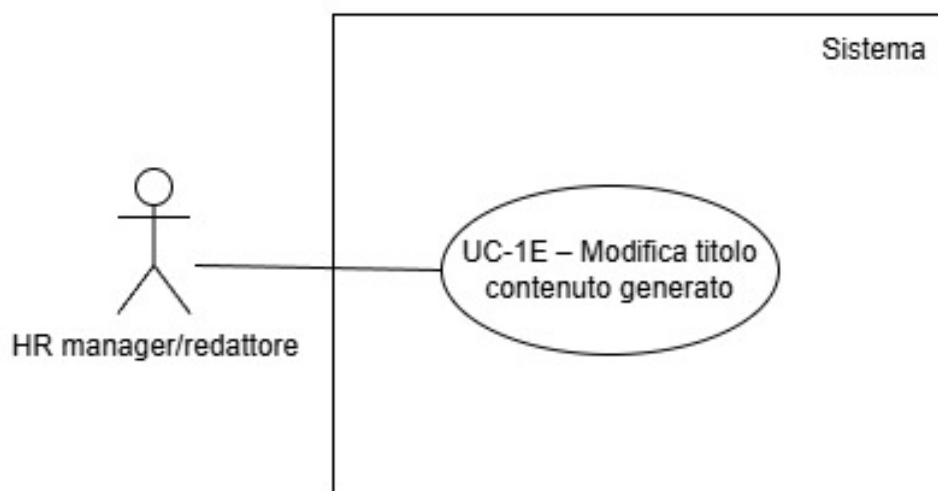 Sistema
UC-1E – Modifica titolo
contenuto generato
HR manager/redattore